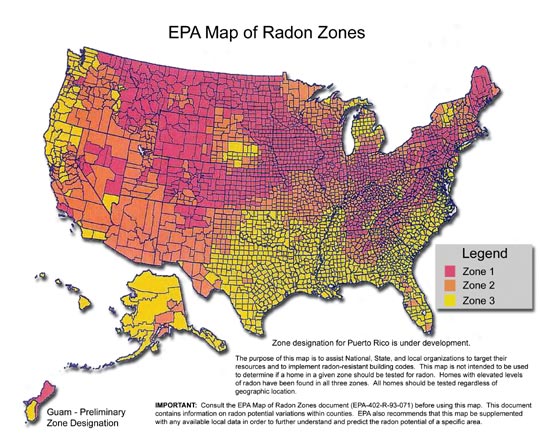 EPA Map of Radon Zones
Legend
Zone 1
Zone 2
Zone 3
Zone designation for Puerto Rico is under development.
The purpose of this map is to assist National, State, and local organizations to target their
resources and to implement radon-resistant building codes. This map is not intended to be used
to determine if a home in a given zone should be tested for radon. Homes with elevated levels
of radon have been found in all three zones. All homes should be tested regardless of
geographic location.
Guam - Preliminary
Zone Designation
IMPORTANT: Consult the EPA Map of Radon Zones document (EPA-402-R-93-071) before using this map. This document
contains information on radon potential variations within counties. EPA also recommends that this map be supplemented
with any available local data in order to further understand and predict the radon potential of a specific area.